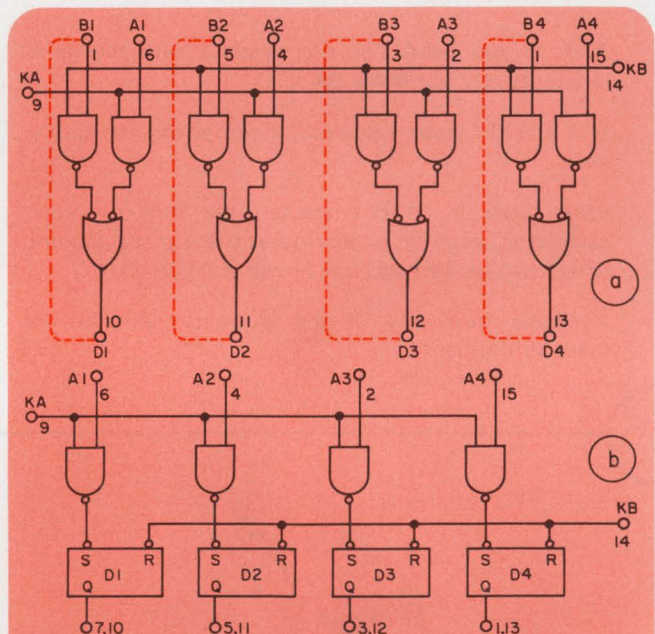 B1 A1 B2 A2 B3 A3 B4 A4
1 6 5 4 3 2 1 15
KA KB
9 14
a
10 11 12 13
D1 D2 D3 D4
A1 A2 A3 A4
6 4 2 15
KA
9
b
KB
14
S R S R S R S R
D1 D2 D3 D4
Q Q Q Q
7,10 5,11 3,12 1,13